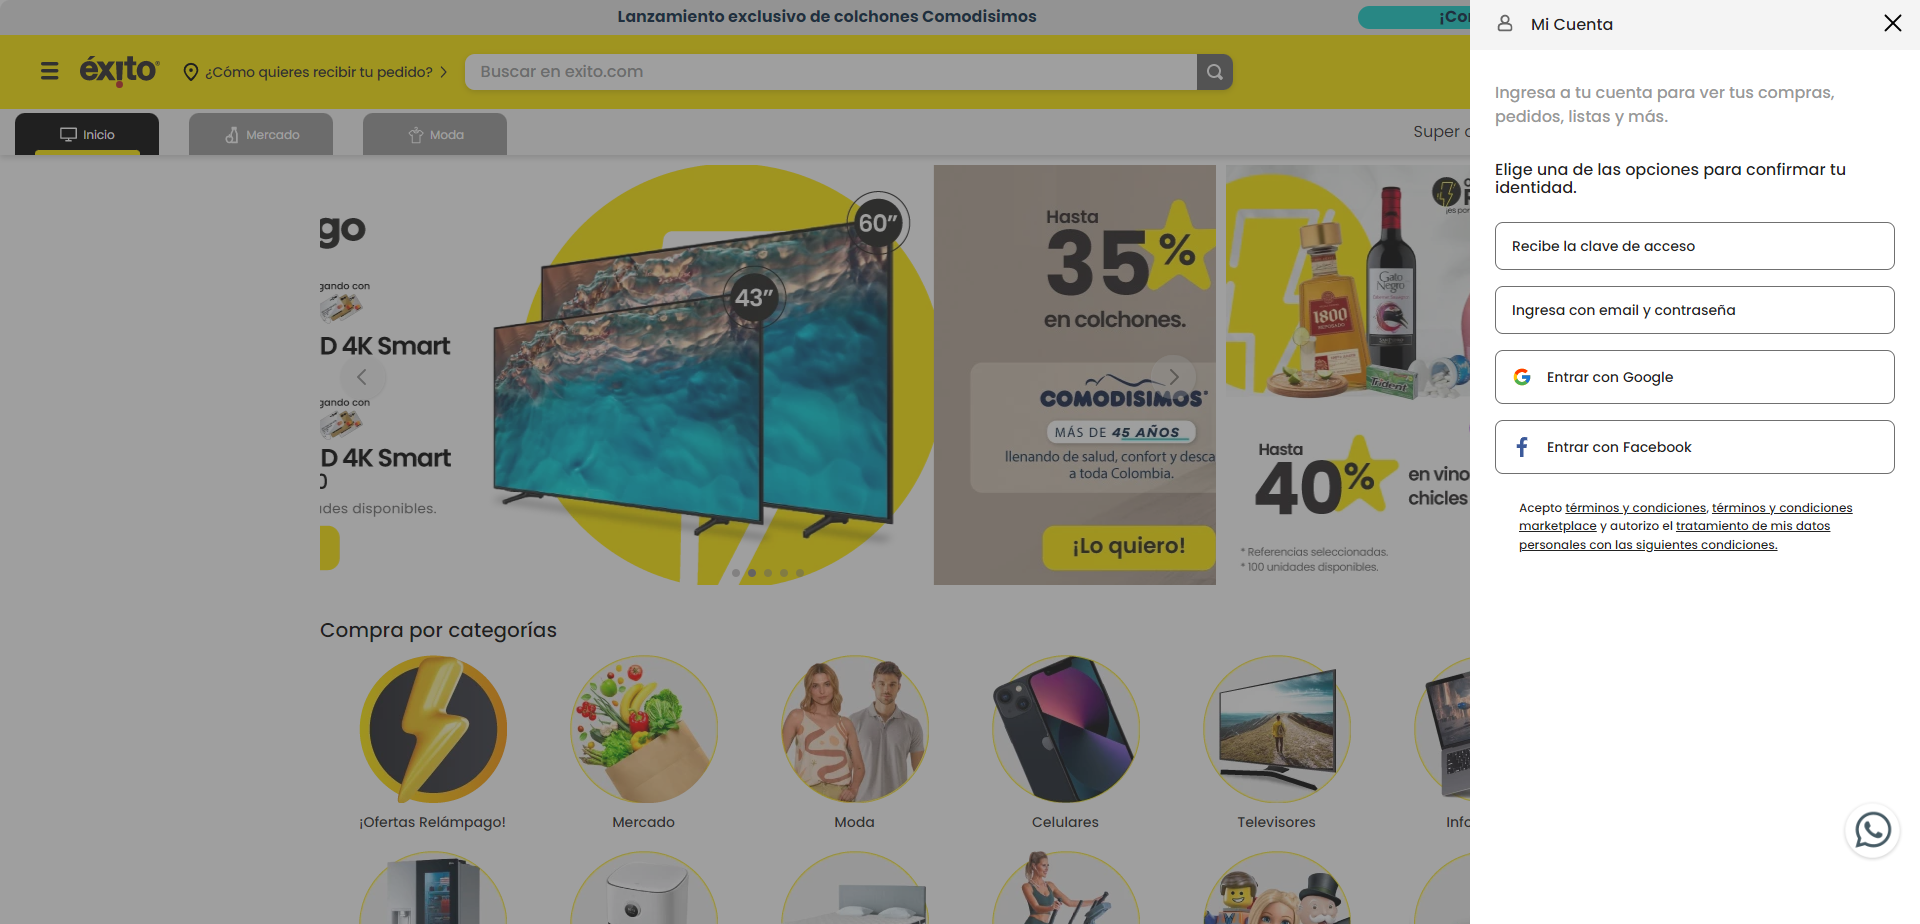 Lanzamiento exclusivo de colchones Comodisimos
éxito
¿Cómo quieres recibir tu pedido?
Buscar en exito.com
Inicio
Mercado
Moda
Super
60”
43”
gando con
D 4K Smart
gando con
D 4K Smart
disponibles.
Hasta
35%
en colchones.
COMODISIMOS
MÁS DE 45 AÑOS
llenando de salud, confort y
a toda Colombia.
¡Lo quiero!
Gato
Negro
1800
Trident
Hasta
40%
en vino
chicles
* Referencias seleccionadas.
* 100 unidades disponibles.
Compra por categorías
¡Ofertas Relámpago!
Mercado
Moda
Celulares
Televisores
Mi Cuenta
Ingresa a tu cuenta para ver tus compras,
pedidos, listas y más.
Elige una de las opciones para confirmar tu
identidad.
Recibe la clave de acceso
Ingresa con email y contraseña
Entrar con Google
Entrar con Facebook
Acepto términos y condiciones, términos y condiciones
marketplace y autorizo el tratamiento de mis datos
personales con las siguientes condiciones.